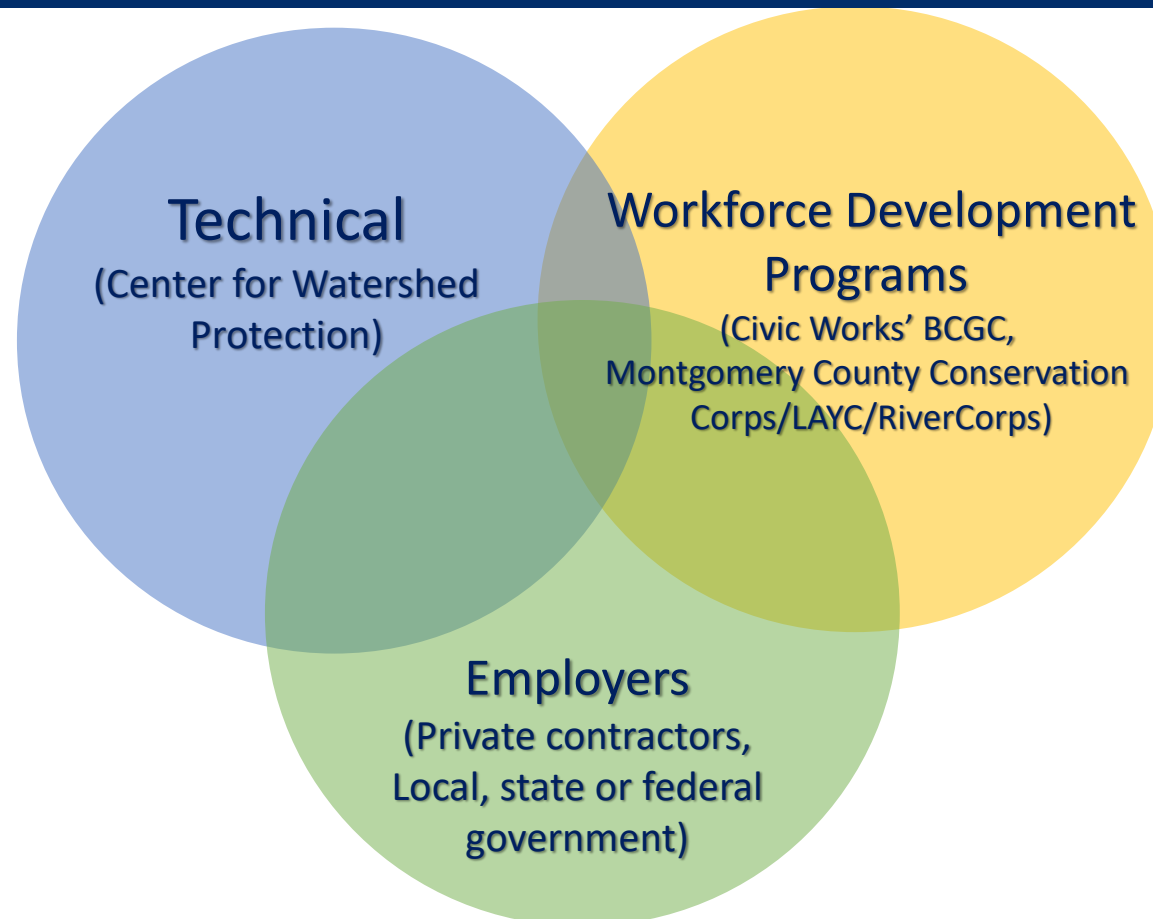 Technical
(Center for Watershed
Protection)
Workforce Development
Programs
(Civic Works’ BCGC,
Montgomery County Conservation
Corps/LAYC/RiverCorps)
Employers
(Private contractors,
Local, state or federal
government)